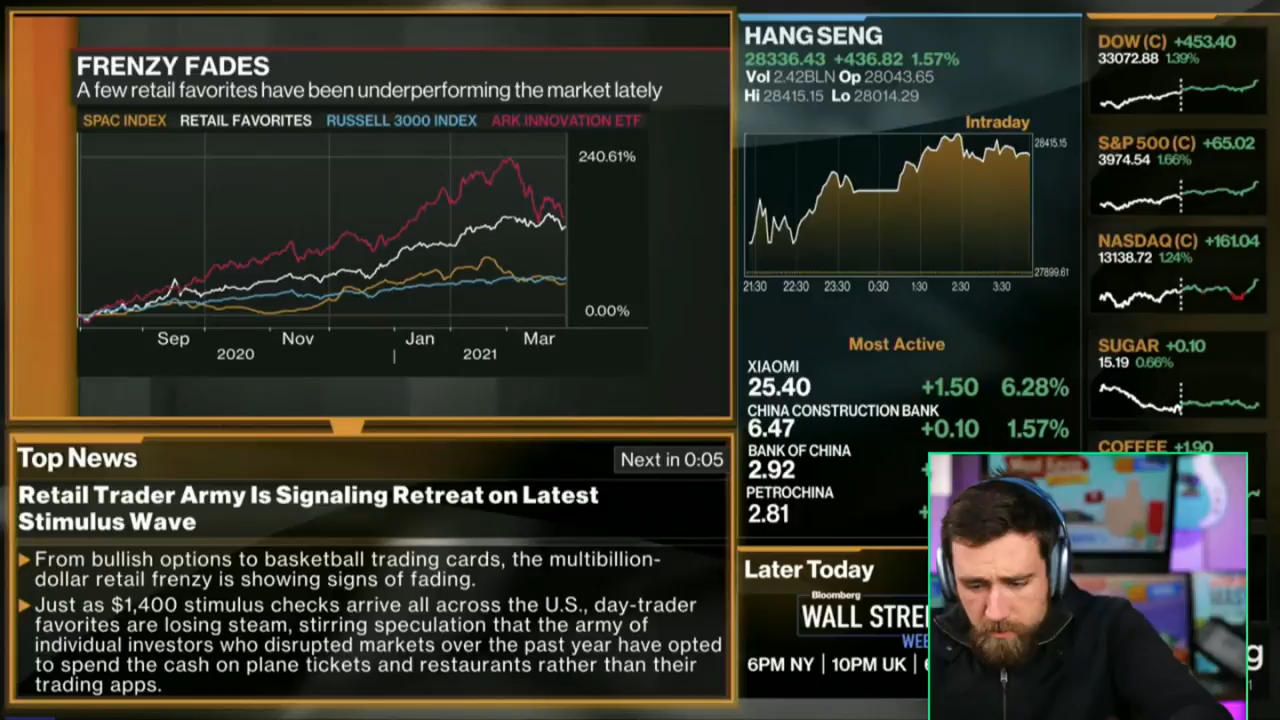 FRENZY FADES
A few retail favorites have been underperforming the market lately
SPAC INDEX RETAIL FAVORITES RUSSELL 3000 INDEX ARK INNOVATION ETF
240.61%
0.00%
Sep Nov Jan Mar
2020 2021
Top News
Next in 0:05
Retail Trader Army Is Signaling Retreat on Latest
Stimulus Wave
From bullish options to basketball trading cards, the multibillion-
dollar retail frenzy is showing signs of fading.
Just as $1,400 stimulus checks arrive all across the U.S., day-trader
favorites are losing steam, stirring speculation that the army of
individual investors who disrupted markets over the past year have opted
to spend the cash on plane tickets and restaurants rather than their
trading apps.
HANG SENG
28336.43 +436.82 1.57%
Vol 2.42BLN Op 28043.65
Hi 28415.15 Lo 28014.29
Intraday
28415.15
27899.61
21:30 22:30 23:30 0:30 1:30 2:30 3:30
Most Active
XIAOMI
25.40 +1.50 6.28%
CHINA CONSTRUCTION BANK
6.47 +0.10 1.57%
BANK OF CHINA
2.92
PETROCHINA
2.81
Later Today
Bloomberg
WALL STREE
WEE
6PM NY | 10PM UK |
DOW (C) +453.40
33072.88 1.39%
S&P 500 (C) +65.02
3974.54 1.66%
NASDAQ (C) +161.04
13138.72 1.24%
SUGAR +0.10
15.19 0.66%
COFFEE +1.90